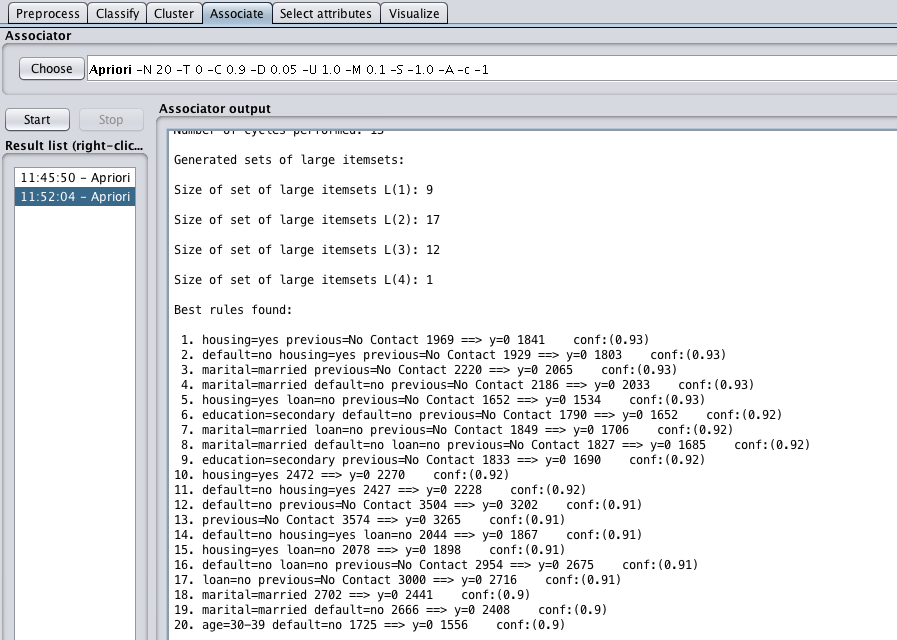 Preprocess Classify Cluster Associate Select attributes Visualize
Associator
Choose Apriori -N 20 -T 0 -C 0.9 -D 0.05 -U 1.0 -M 0.1 -S -1.0 -A -c -1
Start Stop
Result list (right-clic...
11:45:50 - Apriori
11:52:04 - Apriori
Associator output
Number of cycles performed: 13
Generated sets of large itemsets:
Size of set of large itemsets L(1): 9
Size of set of large itemsets L(2): 17
Size of set of large itemsets L(3): 12
Size of set of large itemsets L(4): 1
Best rules found:
1. housing=yes previous=No Contact 1969 ==> y=0 1841    conf:(0.93)
2. default=no housing=yes previous=No Contact 1929 ==> y=0 1803    conf:(0.93)
3. marital=married previous=No Contact 2220 ==> y=0 2065    conf:(0.93)
4. marital=married default=no previous=No Contact 2186 ==> y=0 2033    conf:(0.93)
5. housing=yes loan=no previous=No Contact 1652 ==> y=0 1534    conf:(0.93)
6. education=secondary default=no previous=No Contact 1790 ==> y=0 1652    conf:(0.92)
7. marital=married loan=no previous=No Contact 1849 ==> y=0 1706    conf:(0.92)
8. marital=married default=no loan=no previous=No Contact 1827 ==> y=0 1685    conf:(0.92)
9. education=secondary previous=No Contact 1833 ==> y=0 1690    conf:(0.92)
10. housing=yes 2472 ==> y=0 2270    conf:(0.92)
11. default=no housing=yes 2427 ==> y=0 2228    conf:(0.92)
12. default=no previous=No Contact 3504 ==> y=0 3202    conf:(0.91)
13. previous=No Contact 3574 ==> y=0 3265    conf:(0.91)
14. default=no housing=yes loan=no 2044 ==> y=0 1867    conf:(0.91)
15. housing=yes loan=no 2078 ==> y=0 1898    conf:(0.91)
16. default=no loan=no previous=No Contact 2954 ==> y=0 2675    conf:(0.91)
17. loan=no previous=No Contact 3000 ==> y=0 2716    conf:(0.91)
18. marital=married 2702 ==> y=0 2441    conf:(0.9)
19. marital=married default=no 2666 ==> y=0 2408    conf:(0.9)
20. age=30-39 default=no 1725 ==> y=0 1556    conf:(0.9)